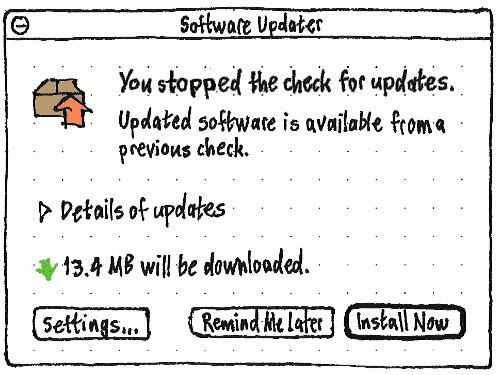 Software Updater
You stopped the check for updates.
Updated software is available from a
previous check.
Details of updates
13.4 MB will be downloaded.
Settings...
Remind Me Later
Install Now